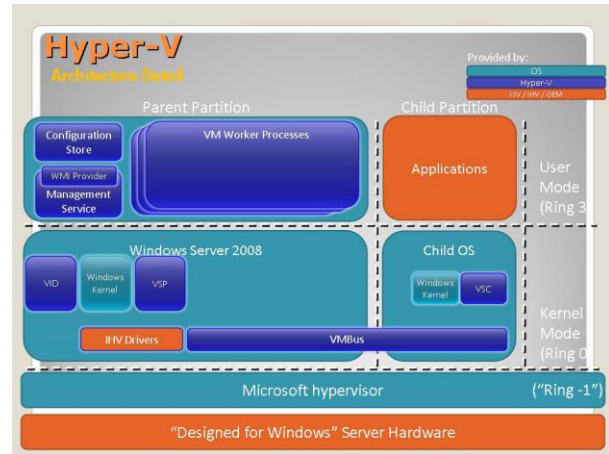 Hyper-V
Architecture Detail
Provided by:
OS
Hyper-V
ISV / IHV / OEM
Parent Partition
Child Partition
Configuration
Store
WMI Provider
Management
Service
VM Worker Processes
Applications
User
Mode
(Ring 3
Windows Server 2008
Child OS
VID
Windows
Kernel
VSP
Windows
Kernel
VSC
IHV Drivers
VMBus
Kernel
Mode
(Ring 0
Microsoft hypervisor
("Ring -1")
"Designed for Windows" Server Hardware